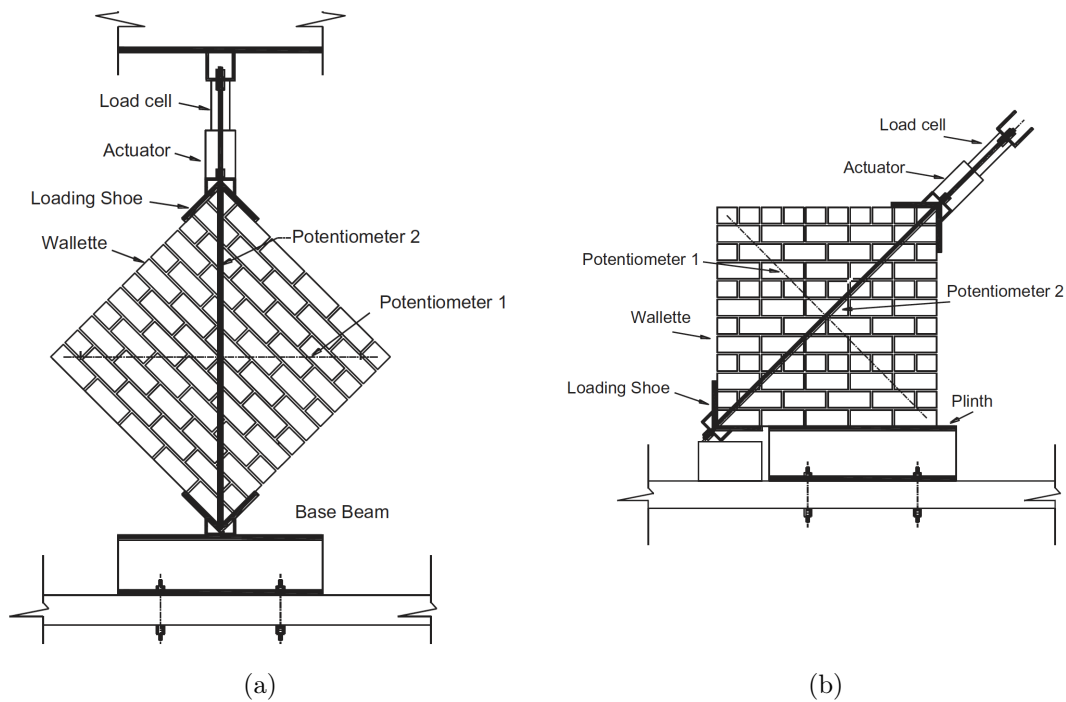 Load cell
Actuator
Loading Shoe
Wallette
Potentiometer 2
Potentiometer 1
Base Beam
(a)
Load cell
Actuator
Potentiometer 1
Potentiometer 2
Wallette
Loading Shoe
Plinth
(b)